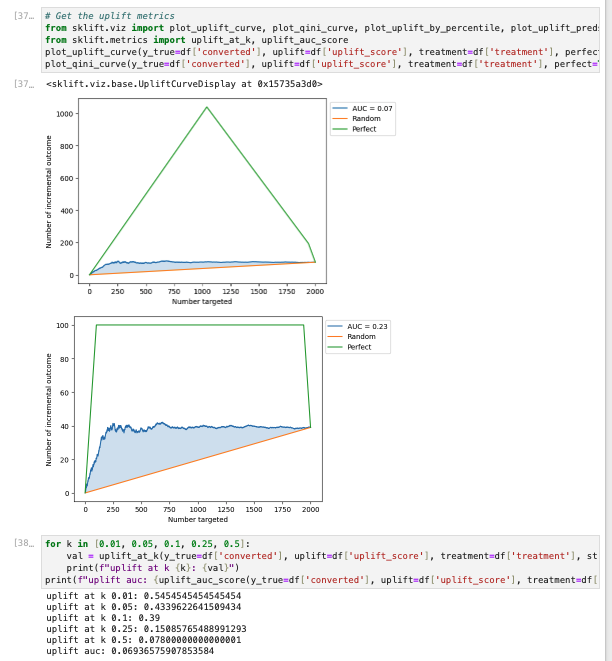 [37…
# Get the uplift metrics
from sklift.viz import plot_uplift_curve, plot_qini_curve, plot_uplift_by_percentile, plot_uplift_preds
from sklift.metrics import uplift_at_k, uplift_auc_score
plot_uplift_curve(y_true=df['converted'], uplift=df['uplift_score'], treatment=df['treatment'], perfect
plot_qini_curve(y_true=df['converted'], uplift=df['uplift_score'], treatment=df['treatment'], perfect=
[37…
<sklift.viz.base.UpliftCurveDisplay at 0x15735a3d0>
AUC = 0.07
Random
Perfect
Number of incremental outcome
1000
800
600
400
200
0
0 250 500 750 1000 1250 1500 1750 2000
Number targeted
AUC = 0.23
Random
Perfect
Number of incremental outcome
100
80
60
40
20
0
0 250 500 750 1000 1250 1500 1750 2000
Number targeted
[38…
for k in [0.01, 0.05, 0.1, 0.25, 0.5]:
val = uplift_at_k(y_true=df['converted'], uplift=df['uplift_score'], treatment=df['treatment'], st
print(f"uplift at k {k}: {val}")
print(f"uplift auc: {uplift_auc_score(y_true=df['converted'], uplift=df['uplift_score'], treatment=df[
uplift at k 0.01: 0.5454545454545454
uplift at k 0.05: 0.4339622641509434
uplift at k 0.1: 0.39
uplift at k 0.25: 0.15085765488991293
uplift at k 0.5: 0.07800000000000001
uplift auc: 0.06936575907853584